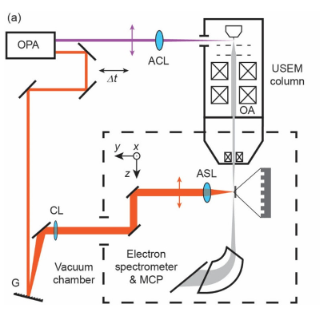 (a)
OPA
ACL
Δt
USEM
column
OA
y x
z
ASL
CL
Vacuum
chamber
Electron
spectrometer
& MCP
G